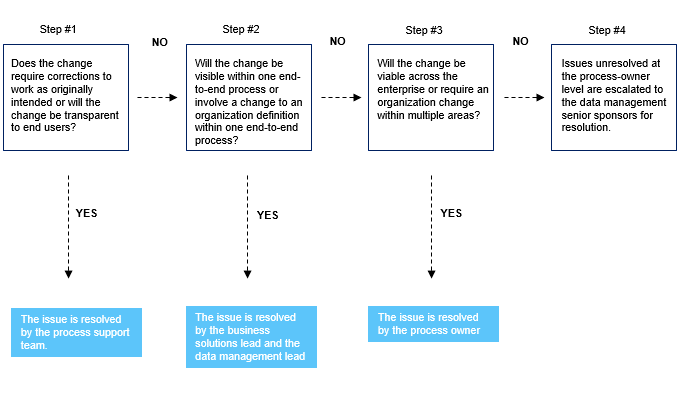 Step #1
Step #2
Step #3
Step #4
NO
NO
NO
Does the change
require corrections to
work as originally
intended or will the
change be transparent
to end users?
Will the change be
visible within one end-
to-end process or
involve a change to an
organization definition
within one end-to-end
process?
Will the change be
viable across the
enterprise or require an
organization change
within multiple areas?
Issues unresolved at
the process-owner
level are escalated to
the data management
senior sponsors for
resolution.
YES
YES
YES
The issue is resolved
by the process support
team.
The issue is resolved
by the business
solutions lead and the
data management lead
The issue is resolved
by the process owner